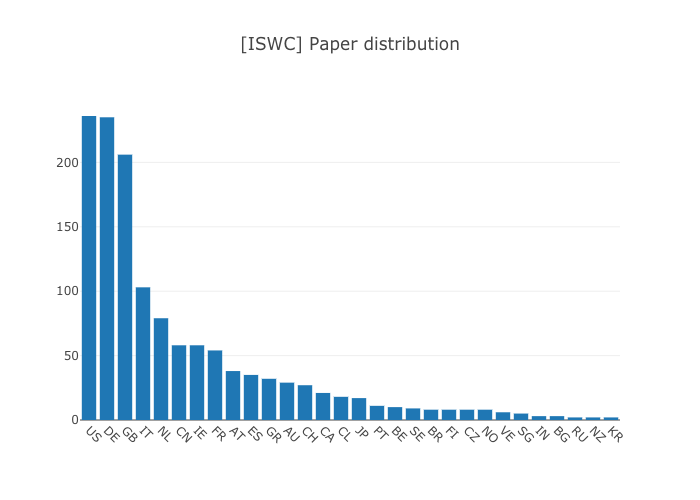 [ISWC] Paper distribution
200
150
100
50
0
US DE GB IT NL CN IE FR AT ES GR AU CH CA CL JP PT BE SE BR FI CZ NO VE SG IN BG RU NZ KR